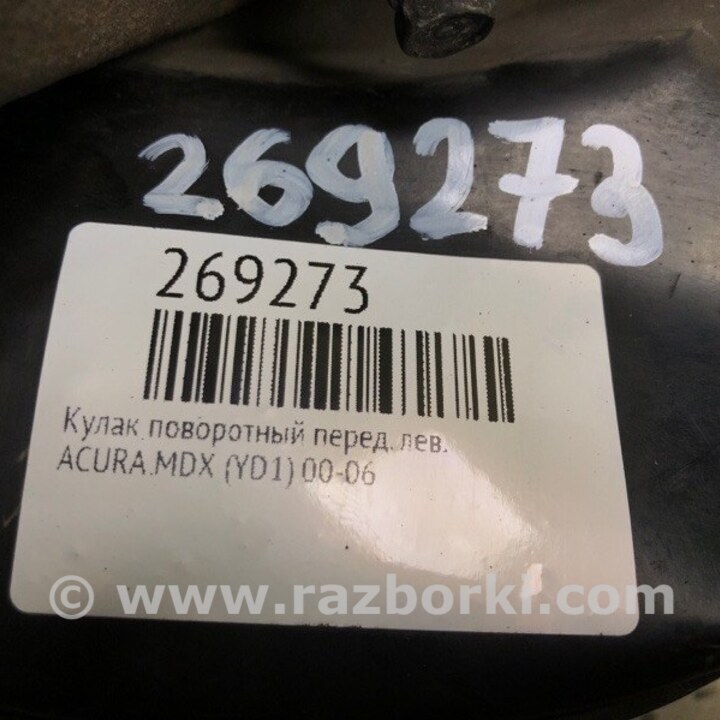 269273
269273
Кулак поворотный перед. лев.
ACURA MDX (YD1) 00-06
© www.razborki.com